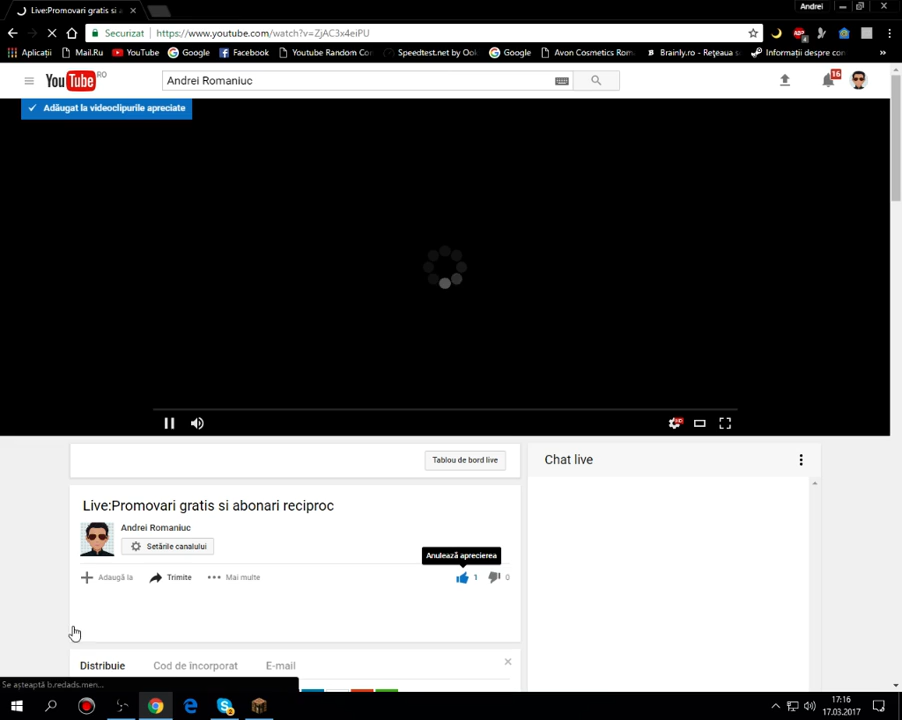 Live:Promovari gratis si a
Andrei
Securizat
https://www.youtube.com/watch?v=ZjAC3x4eiPU
Aplicații
Mail.Ru
YouTube
Google
Facebook
Youtube Random Co
Speedtest.net by Ook
Google
Avon Cosmetics Rom
Brainly.ro - Rețeaua
Informații despre con
»
YouTube RO
Andrei Romaniuc
16
Adăugat la videoclipurile apreciate
Tablou de bord live
Chat live
Live:Promovari gratis si abonari reciproc
Andrei Romaniuc
Setările canalului
Anulează aprecierea
Adaugă la
Trimite
Mai multe
1
0
Distribuie
Cod de incorporat
E-mail
Se așteaptă b.redads.men...
17:16
17.03.2017